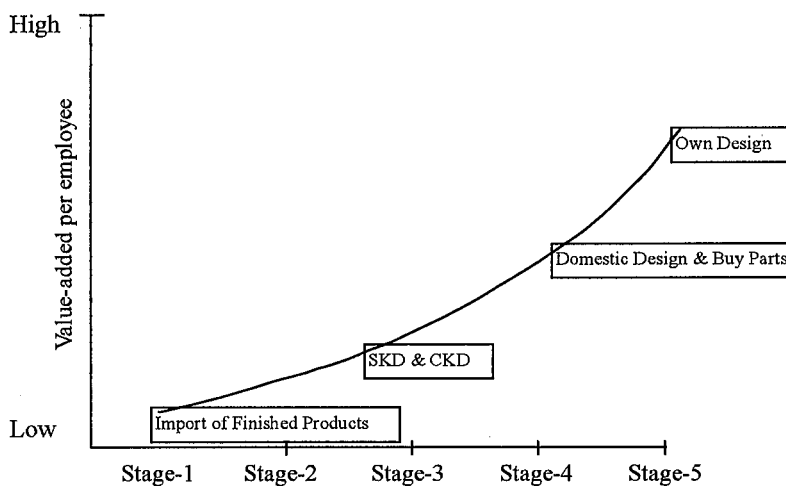 High
Value-added per employee
Own Design
Domestic Design & Buy Parts
SKD & CKD
Import of Finished Products
Low
Stage-1 Stage-2 Stage-3 Stage-4 Stage-5